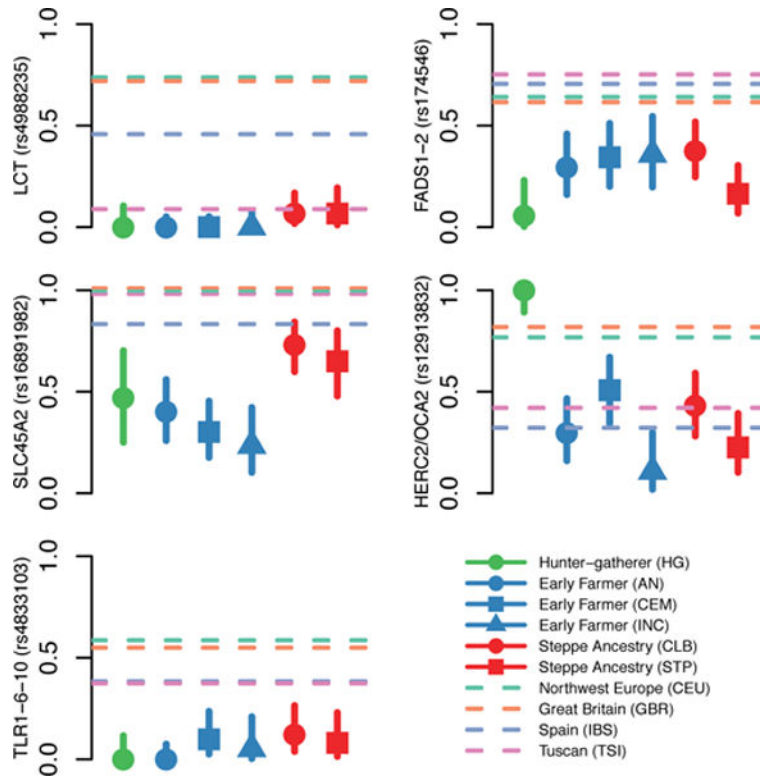 LCT (rs4988235)
0.0 0.5 1.0
FADS1−2 (rs174546)
0.0 0.5 1.0
SLC45A2 (rs16891982)
0.0 0.5 1.0
HERC2/OCA2 (rs12913832)
0.0 0.5 1.0
TLR1−6−10 (rs4833103)
0.0 0.5 1.0
Hunter−gatherer (HG)
Early Farmer (AN)
Early Farmer (CEM)
Early Farmer (INC)
Steppe Ancestry (CLB)
Steppe Ancestry (STP)
Northwest Europe (CEU)
Great Britain (GBR)
Spain (IBS)
Tuscan (TSI)